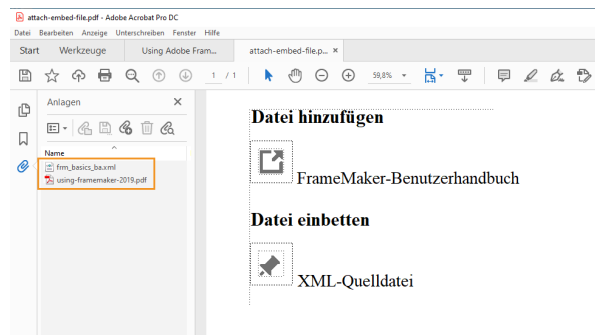 attach-embed-file.pdf - Adobe Acrobat Pro DC
Datei Bearbeiten Anzeige Unterschreiben Fenster Hilfe
Start Werkzeuge Using Adobe Fram... attach-embed-file.p... ×
1 / 1 59,8%
Anlagen ×
Name
frm_basics_ba.xml
using-framemaker-2019.pdf
Datei hinzufügen
FrameMaker-Benutzerhandbuch
Datei einbetten
XML-Quelldatei